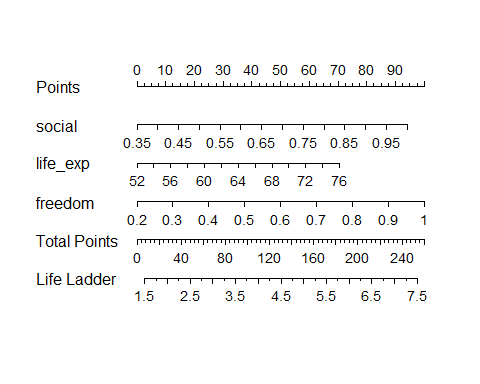 0 10 20 30 40 50 60 70 80 90
Points
social
0.35 0.45 0.55 0.65 0.75 0.85 0.95
life_exp
52 56 60 64 68 72 76
freedom
0.2 0.3 0.4 0.5 0.6 0.7 0.8 0.9 1
Total Points
0 40 80 120 160 200 240
Life Ladder
1.5 2.5 3.5 4.5 5.5 6.5 7.5